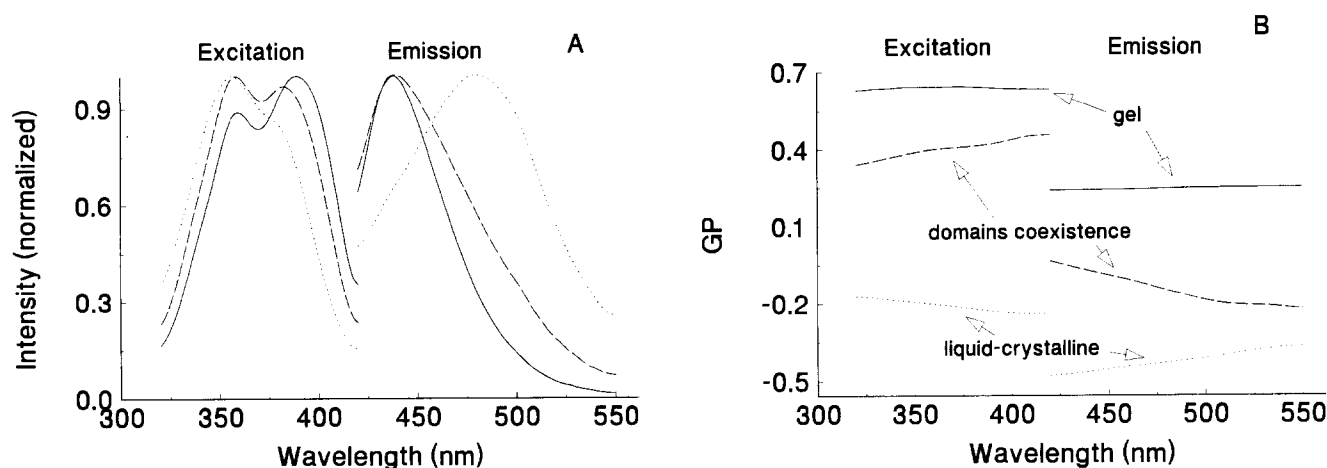 Excitation Emission A
Intensity (normalized)
0.9
0.6
0.3
0.0
300 350 400 450 500 550
Wavelength (nm)
B
Excitation Emission
GP
0.7
0.4
0.1
-0.2
-0.5
gel
domains coexistence
liquid-crystalline
300 350 400 450 500 550
Wavelength (nm)